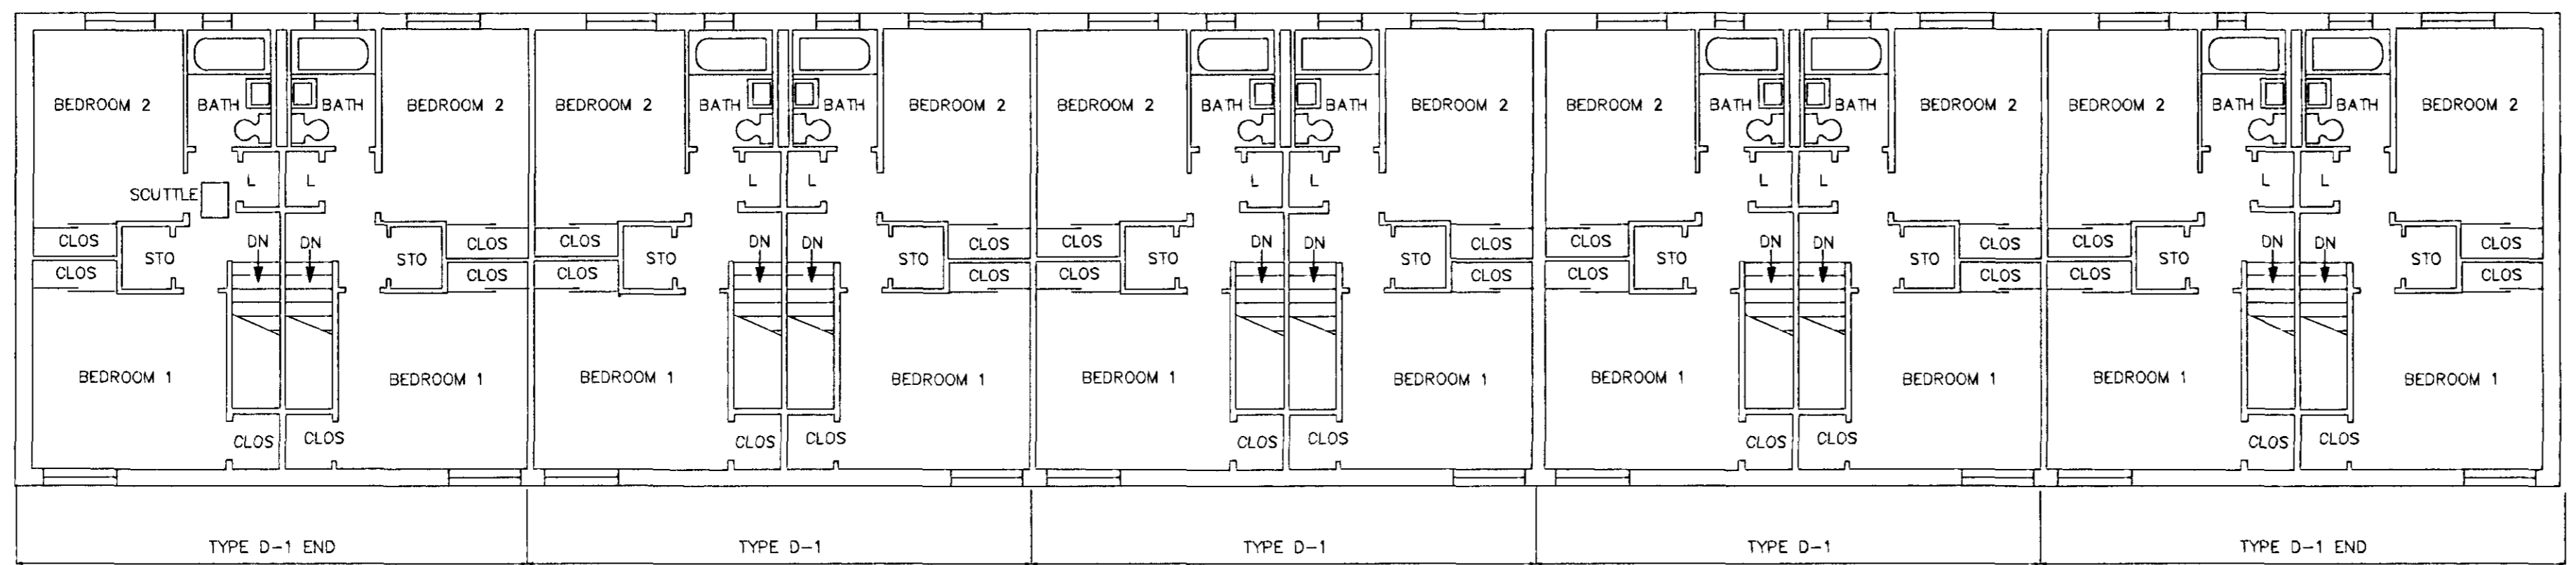 BEDROOM 2 BATH BATH BEDROOM 2 BEDROOM 2 BATH BATH BEDROOM 2 BEDROOM 2 BATH BATH BEDROOM 2 BEDROOM 2 BATH BATH BEDROOM 2 BEDROOM 2 BATH BATH BEDROOM 2
SCUTTLE L L L L L L L L L L
CLOS DN DN CLOS CLOS DN DN CLOS CLOS DN DN CLOS CLOS DN DN CLOS CLOS DN DN CLOS
STO STO STO STO STO STO STO STO STO STO
CLOS CLOS CLOS CLOS CLOS CLOS CLOS CLOS CLOS CLOS
BEDROOM 1 BEDROOM 1 BEDROOM 1 BEDROOM 1 BEDROOM 1 BEDROOM 1 BEDROOM 1 BEDROOM 1 BEDROOM 1 BEDROOM 1
CLOS CLOS CLOS CLOS CLOS CLOS CLOS CLOS CLOS CLOS
TYPE D-1 END TYPE D-1 TYPE D-1 TYPE D-1 TYPE D-1 END